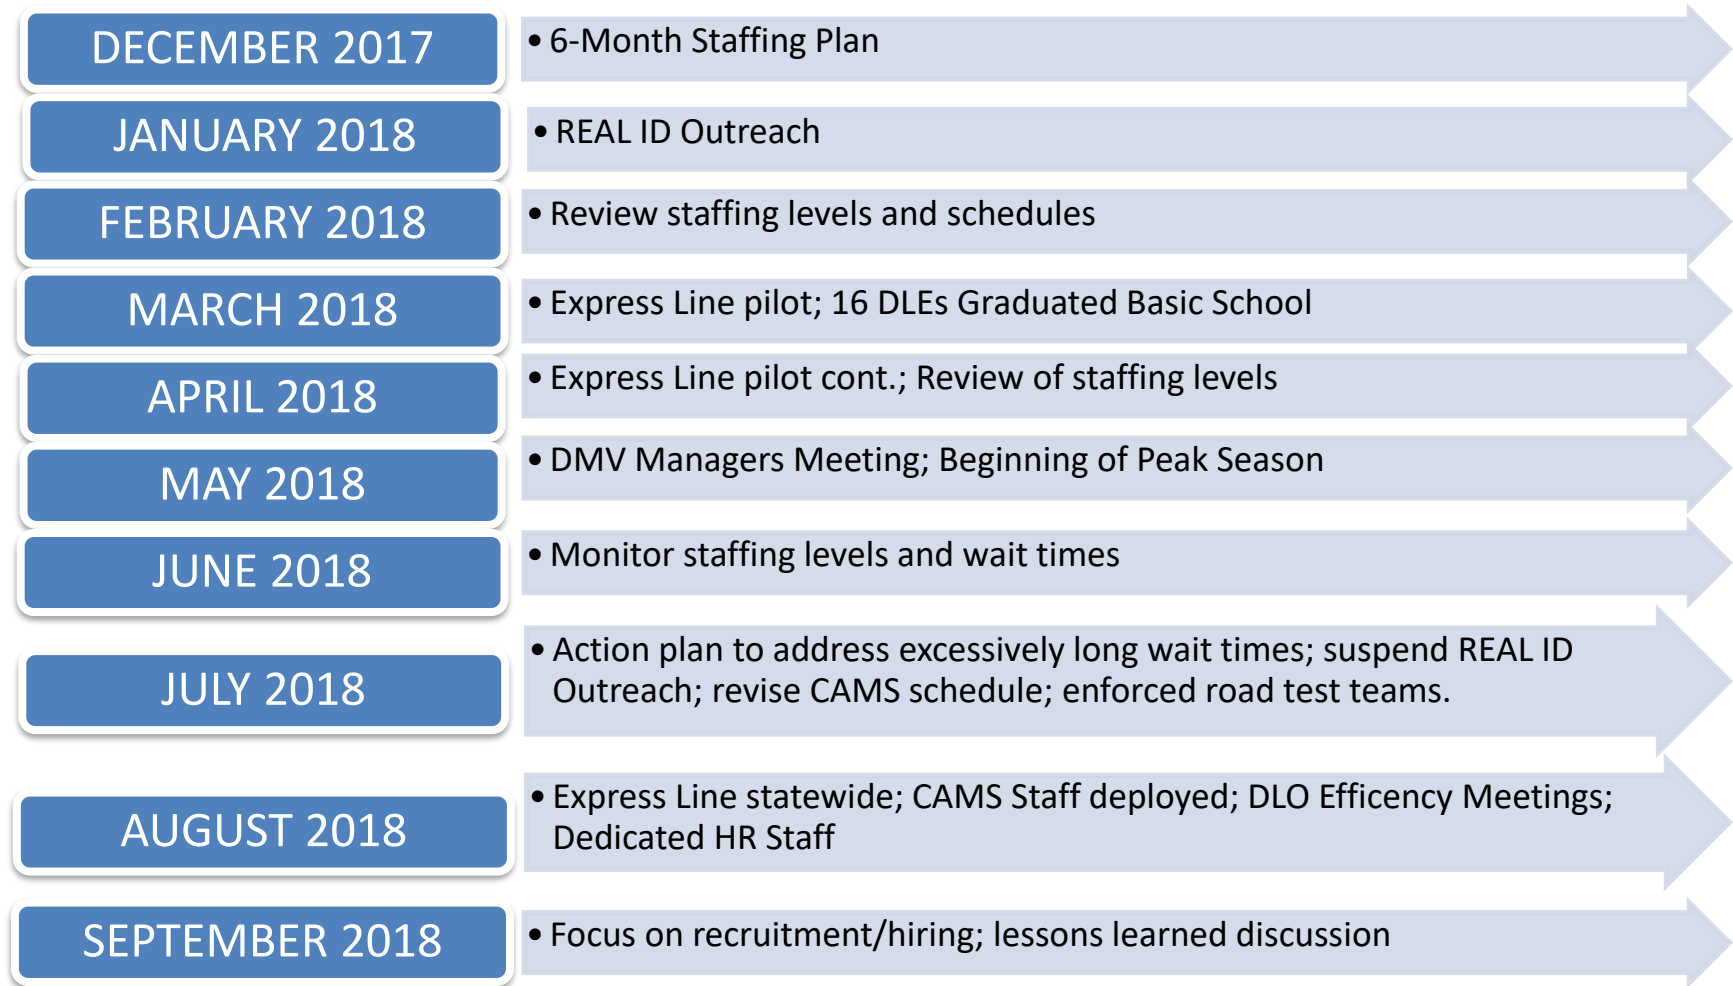 DECEMBER 2017
• 6-Month Staffing Plan
JANUARY 2018
• REAL ID Outreach
FEBRUARY 2018
• Review staffing levels and schedules
MARCH 2018
• Express Line pilot; 16 DLEs Graduated Basic School
APRIL 2018
• Express Line pilot cont.; Review of staffing levels
MAY 2018
• DMV Managers Meeting; Beginning of Peak Season
JUNE 2018
• Monitor staffing levels and wait times
JULY 2018
• Action plan to address excessively long wait times; suspend REAL ID
Outreach; revise CAMS schedule; enforced road test teams.
AUGUST 2018
• Express Line statewide; CAMS Staff deployed; DLO Efficency Meetings;
Dedicated HR Staff
SEPTEMBER 2018
• Focus on recruitment/hiring; lessons learned discussion